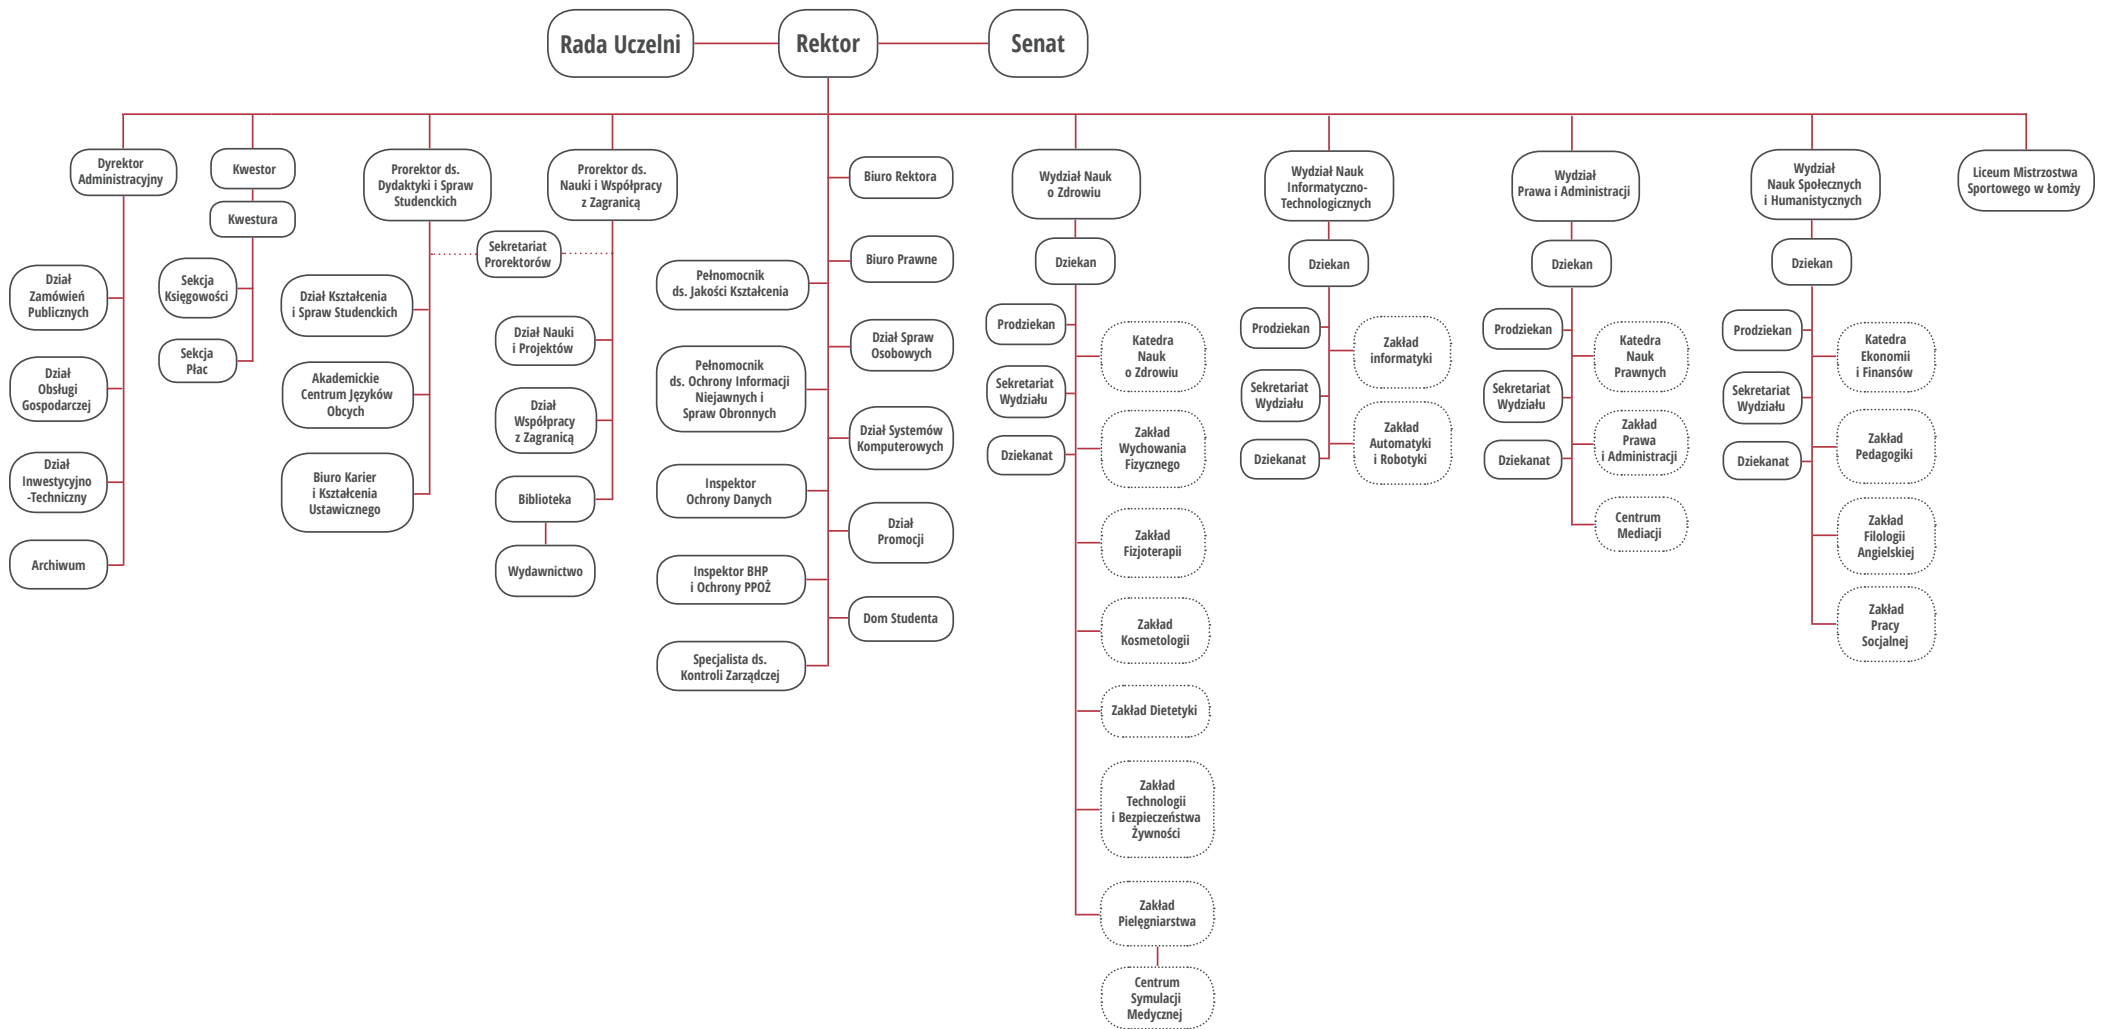 Rada Uczelni
Rektor
Senat
Dyrektor
Administracyjny
Dział
Zamówień
Publicznych
Dział
Obsługi
Gospodarczej
Dział
Inwestycyjno
-Techniczny
Archiwum
Kwestor
Kwestura
Sekcja
Księgowości
Sekcja
Płac
Prorektor ds.
Dydaktyki i Spraw
Studenckich
Sekretariat
Prorektorów
Dział Kształcenia
i Spraw Studenckich
Akademickie
Centrum Języków
Obcych
Biuro Karier
i Kształcenia
Ustawicznego
Prorektor ds.
Nauki i Współpracy
z Zagranicą
Dział Nauki
i Projektów
Dział
Współpracy
z Zagranicą
Biblioteka
Wydawnictwo
Pełnomocnik
ds. Jakości Kształcenia
Pełnomocnik
ds. Ochrony Informacji
Niejawnych i
Spraw Obronnych
Inspektor
Ochrony Danych
Inspektor BHP
i Ochrony PPOŻ
Specjalista ds.
Kontroli Zarządczej
Biuro Rektora
Biuro Prawne
Dział Spraw
Osobowych
Dział Systemów
Komputerowych
Dział
Promocji
Dom Studenta
Wydział Nauk
o Zdrowiu
Dziekan
Prodziekan
Sekretariat
Wydziału
Dziekanat
Katedra
Nauk
o Zdrowiu
Zakład
Wychowania
Fizycznego
Zakład
Fizjoterapii
Zakład
Kosmetologii
Zakład Dietetyki
Zakład
Technologii
i Bezpieczeństwa
Żywności
Zakład
Pielęgniarstwa
Centrum
Symulacji
Medycznej
Wydział Nauk
Informatyczno-
Technologicznych
Dziekan
Prodziekan
Sekretariat
Wydziału
Dziekanat
Zakład
informatyki
Zakład
Automatyki
i Robotyki
Wydział
Prawa i Administracji
Dziekan
Prodziekan
Sekretariat
Wydziału
Dziekanat
Katedra
Nauk
Prawnych
Zakład
Prawa
i Administracji
Centrum
Mediacji
Wydział
Nauk Społecznych
i Humanistycznych
Dziekan
Prodziekan
Sekretariat
Wydziału
Dziekanat
Katedra
Ekonomii
i Finansów
Zakład
Pedagogiki
Zakład
Filologii
Angielskiej
Zakład
Pracy
Socjalnej
Liceum Mistrzostwa
Sportowego w Łomży